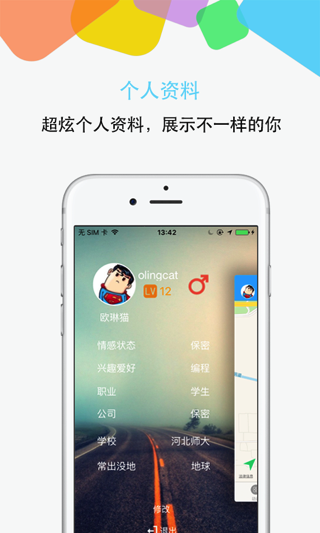 个人资料
超炫个人资料，展示不一样的你
无 SIM 卡 13:42
olingcat
LV 12
欧琳猫
情感状态 保密
兴趣爱好 编程
职业 学生
公司 保密
学校 河北师大
常出没地 地球
修改
退出